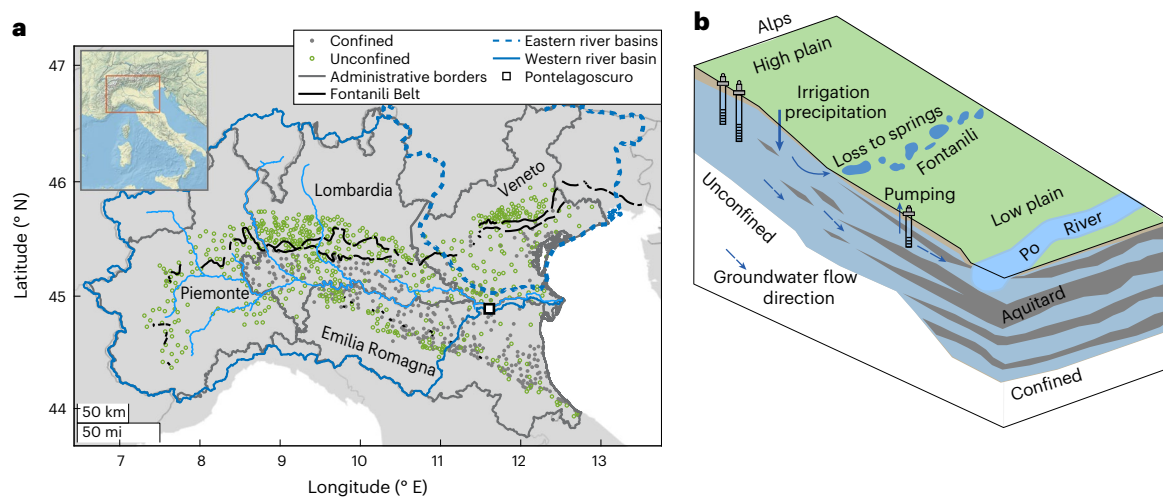 a
Confined
Unconfined
Administrative borders
Fontanili Belt
Eastern river basins
Western river basin
Pontelagoscuro
47
46
45
44
Latitude (° N)
Lombardia
Veneto
Piemonte
Emilia Romagna
50 km
50 mi
7
8
9
10
11
12
13
Longitude (° E)
b
Alps
High plain
Irrigation
precipitation
Loss to springs
Fontanili
Pumping
Low plain
Po River
Unconfined
Groundwater flow
direction
Aquitard
Confined